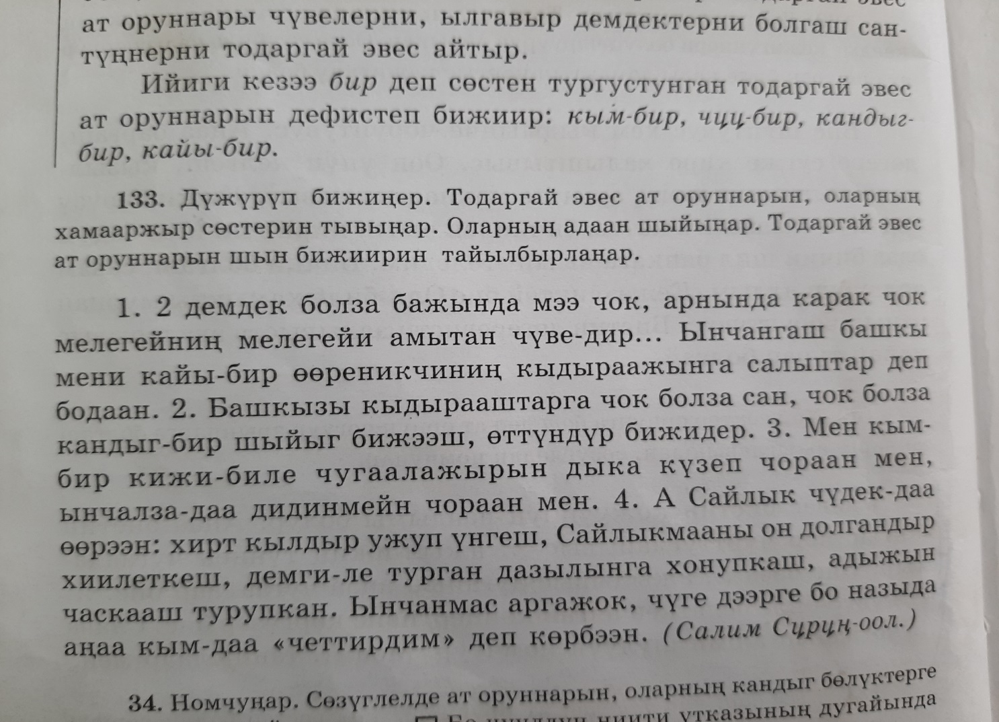 эвес
ат оруннары чүвелерни, ылгавыр демдектерни болгаш сан-
түңнерни тодаргай эвес айтыр.
Ийиги кезээ бир деп сөстен тургустунган тодаргай эвес
ат оруннарын дефистеп бижиир: кым-бир, чүү-бир, кандыг-
бир, кайы-бир.
133. Дүжүрүп бижиңер. Тодаргай эвес ат оруннарын, оларның
хамааржыр сөстерин тывыңар. Оларның адаан шыйыңар. Тодаргай эвес
ат оруннарын шын бижиирин тайылбырлаңар.
1. 2 демдек болза бажында мээ чок, арнында карак чок
мелегейниң мелегейи амытан чүве-дир... Ынчангаш башкы
мени кайы-бир өөреникчиниң кыдыраажынга салыптар деп
бодаан. 2. Башкызы кыдырааштарга чок болза сан, чок болза
кандыг-бир шыйыг бижээш, өттүндүр бижидер. 3. Мен кым-
бир кижи-биле чугаалажырын дыка күзеп чораан мен,
ынчалза-даа дидинмейн чораан мен. 4. А Сайлык чүдек-даа
өөрээн: хирт кылдыр ужуп үнгеш, Сайлыкмааны он долгандыр
хиилеткеш, демги-ле турган дазылынга хонупкаш, адыжын
часкааш турупкан. Ынчанмас аргажок, чүге дээрге бо назыда
аңаа кым-даа «четтирдим» деп көрбээн. (Салим Сүрүң-оол.)
34. Номчуңар. Сөзүглелде ат оруннарын, оларның кандыг бөлүктерге
ниити утказының дугайында